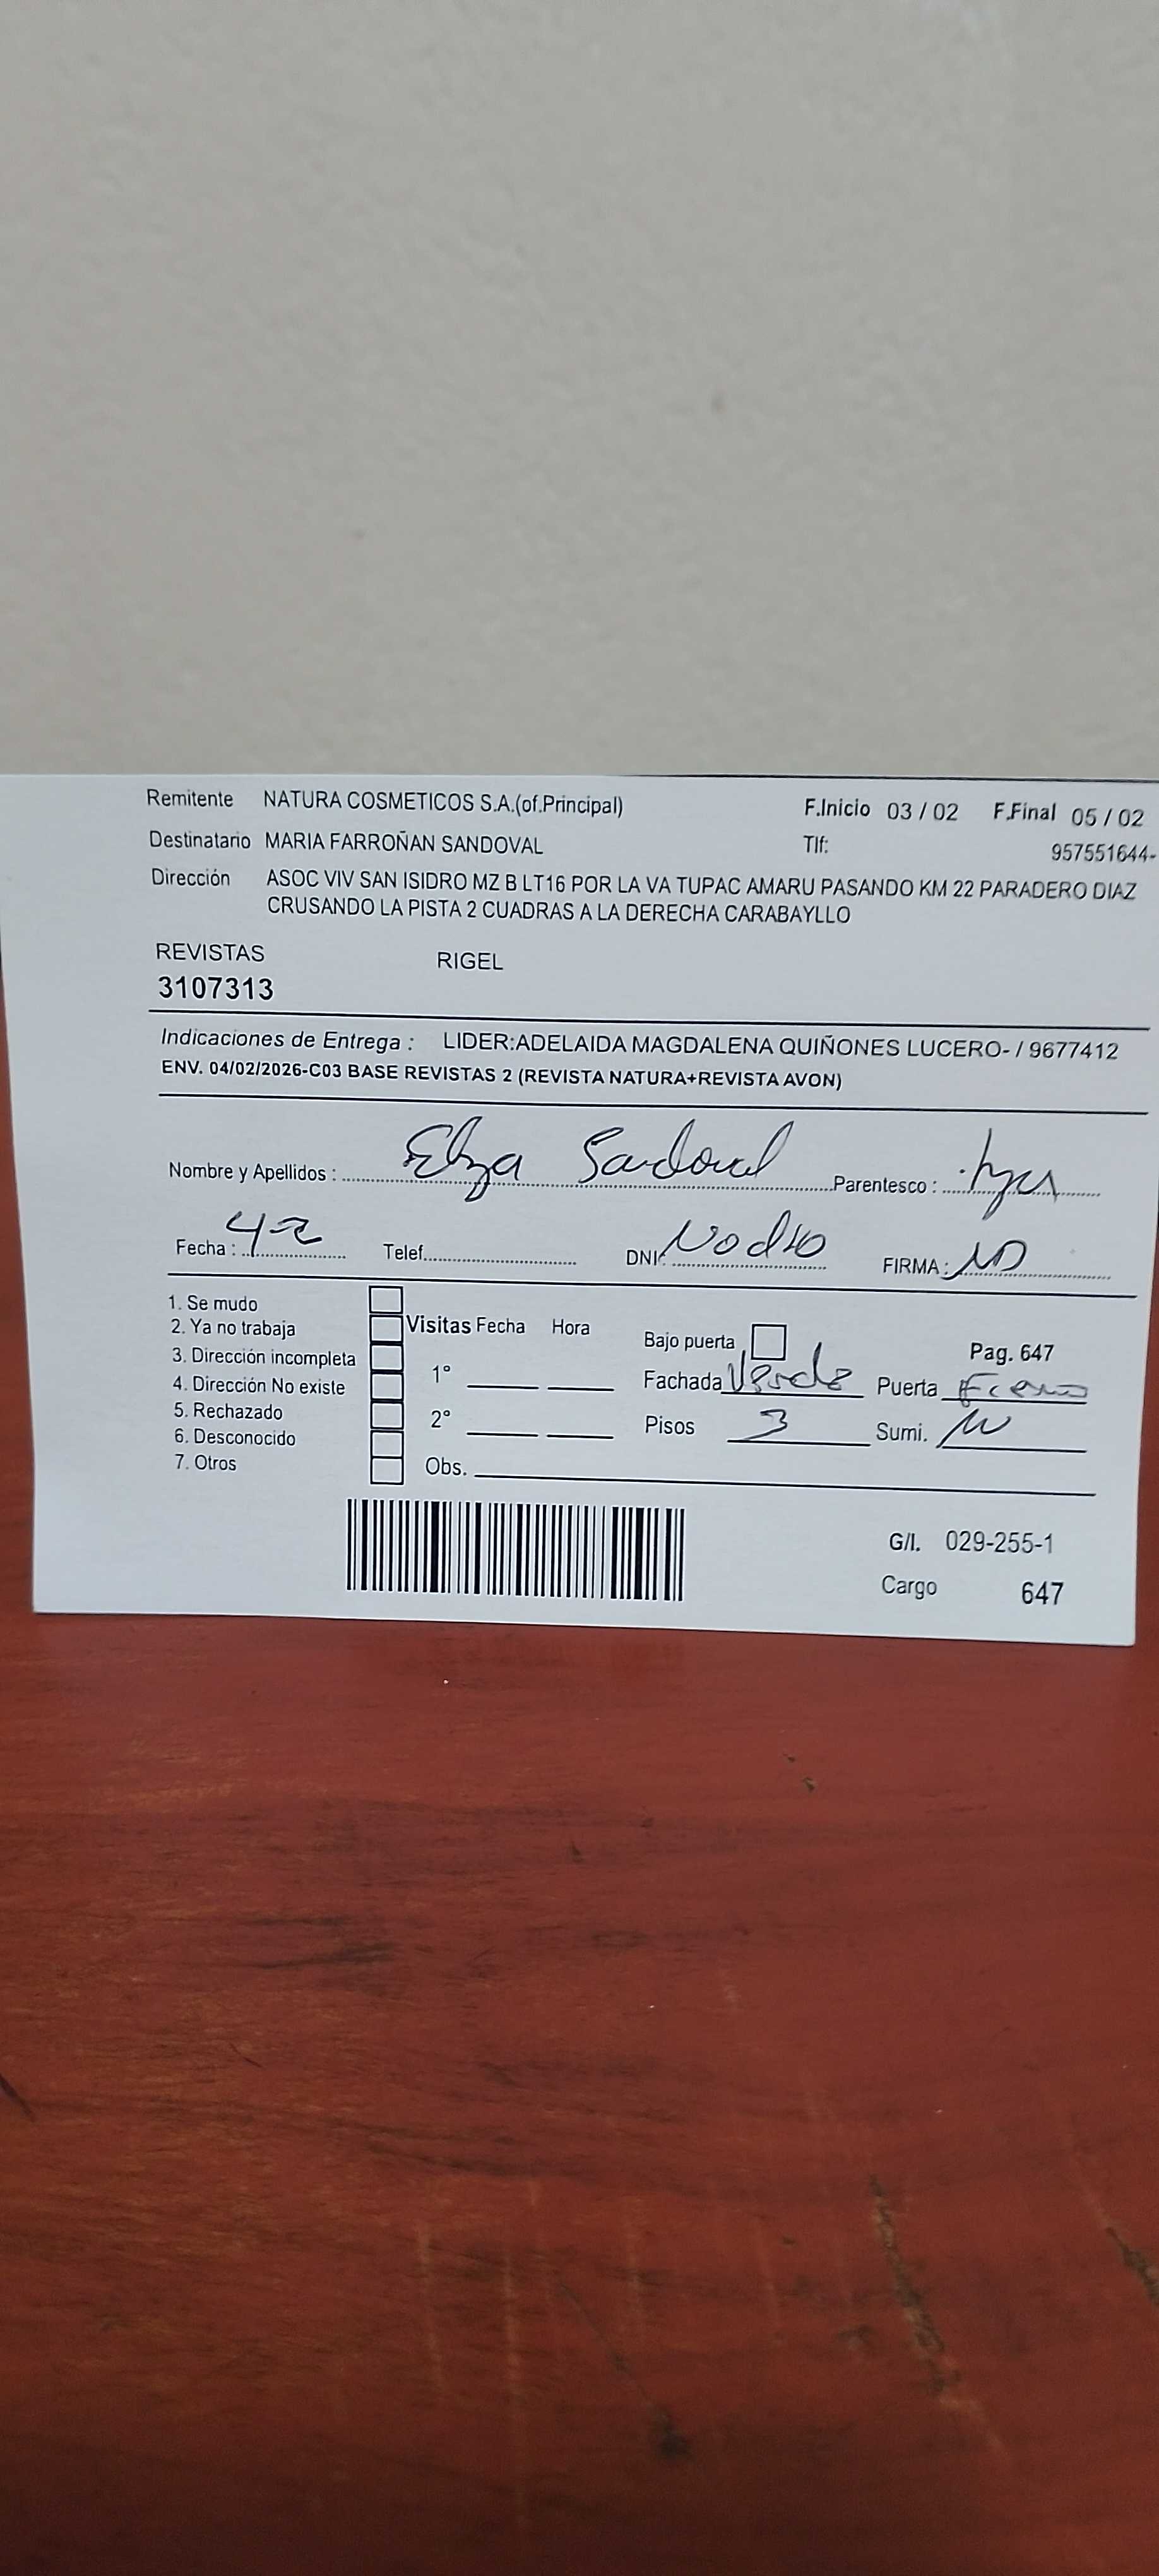 Remitente NATURA COSMETICOS S.A.(of.Principal) F.Inicio 03 / 02 F.Final 05 / 02
Destinatario MARIA FARROÑAN SANDOVAL Tlf: 957551644-
Dirección ASOC VIV SAN ISIDRO MZ B LT16 POR LA VA TUPAC AMARU PASANDO KM 22 PARADERO DIAZ
CRUSANDO LA PISTA 2 CUADRAS A LA DERECHA CARABAYLLO
REVISTAS RIGEL
3107313
Indicaciones de Entrega : LIDER:ADELAIDA MAGDALENA QUIÑONES LUCERO- / 9677412
ENV. 04/02/2026-C03 BASE REVISTAS 2 (REVISTA NATURA+REVISTA AVON)
Nombre y Apellidos : Elza Sandoval Parentesco :
Fecha : 4-2 Telef. DNI: No dio FIRMA : ND
1. Se mudo
2. Ya no trabaja
3. Dirección incompleta
4. Dirección No existe
5. Rechazado
6. Desconocido
7. Otros
Visitas Fecha Hora
1°
2°
Obs.
Bajo puerta Pag. 647
Fachada Verde Puerta
Pisos 3 Sumi.
G/I. 029-255-1
Cargo 647